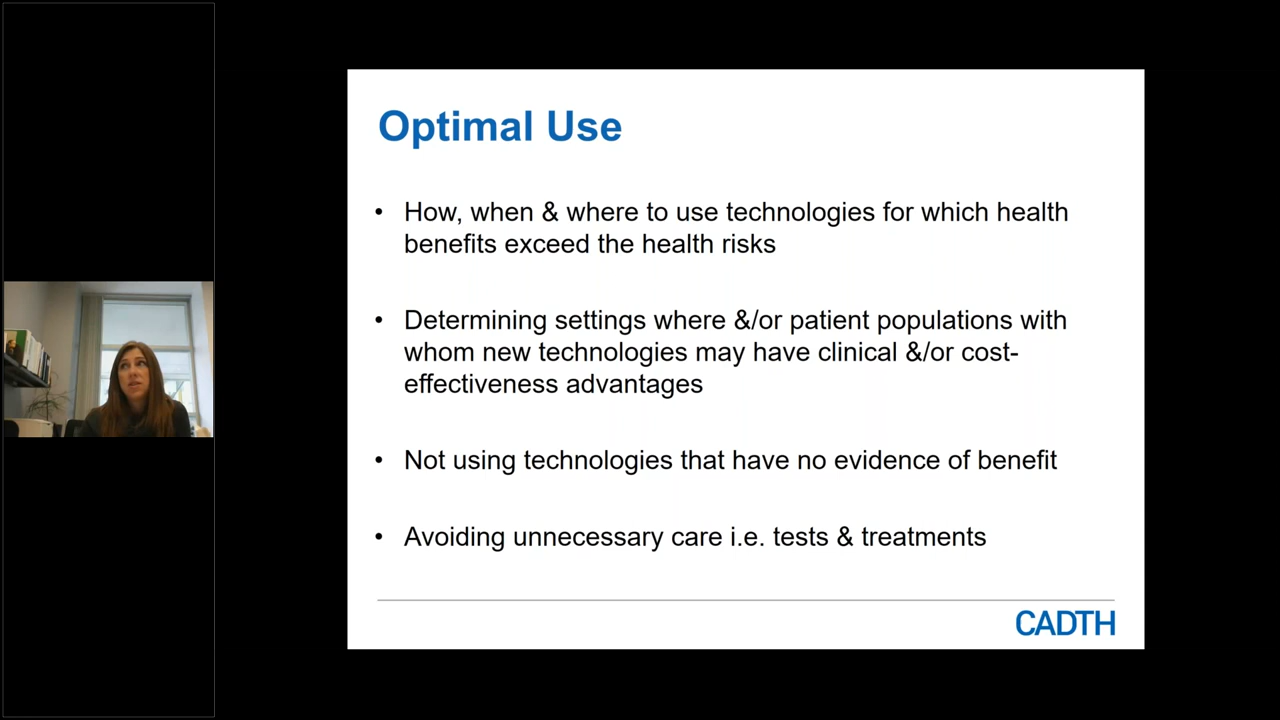 Optimal Use
• How, when & where to use technologies for which health
benefits exceed the health risks
• Determining settings where &/or patient populations with
whom new technologies may have clinical &/or cost-
effectiveness advantages
• Not using technologies that have no evidence of benefit
• Avoiding unnecessary care i.e. tests & treatments
CADTH